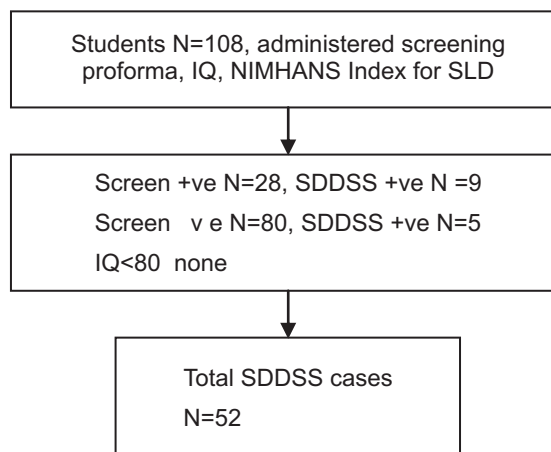 Students N=108, administered screening
proforma, IQ, NIMHANS Index for SLD
Screen +ve N=28, SDDSS +ve N =9
Screen v e N=80, SDDSS +ve N=5
IQ<80 none
Total SDDSS cases
N=52